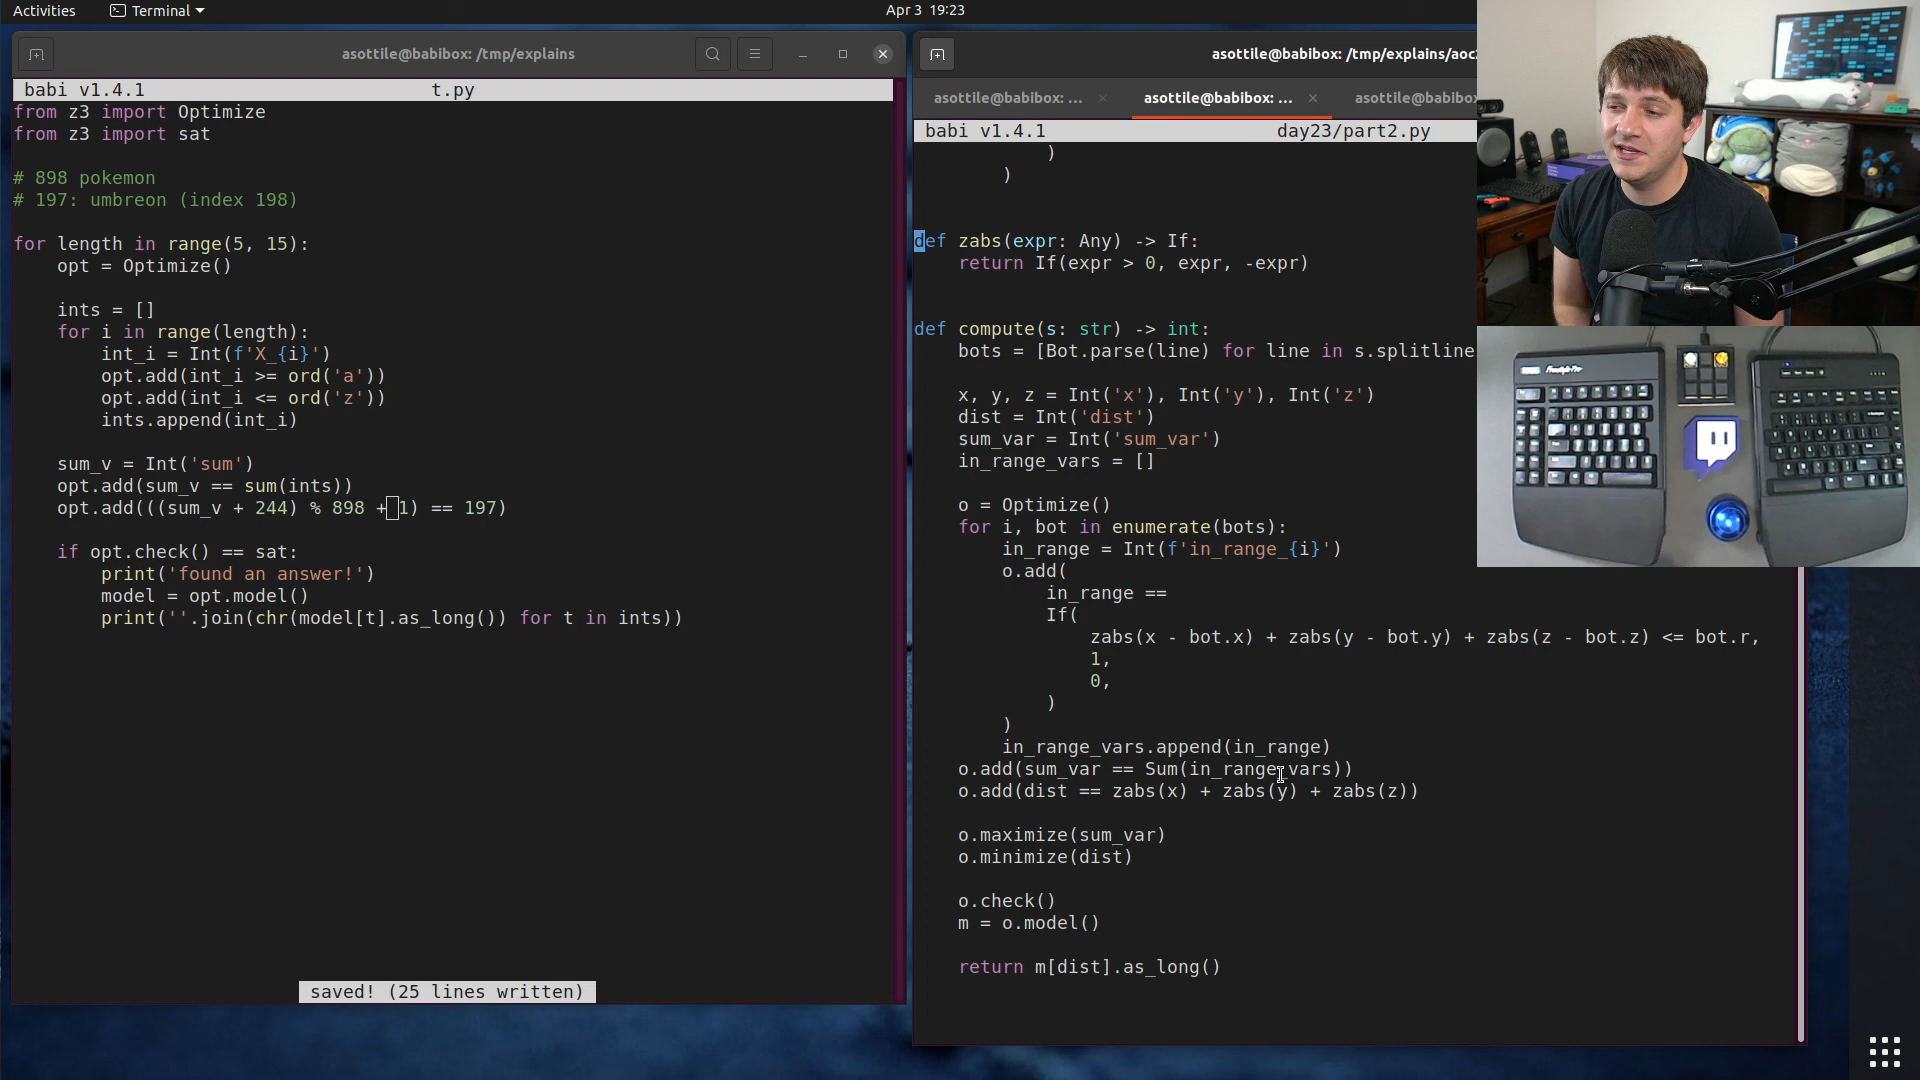 Activities
Terminal
Apr 3 19:23
asottile@babibox: /tmp/explains
babi v1.4.1 t.py
from z3 import Optimize
from z3 import sat
# 898 pokemon
# 197: umbreon (index 198)
for length in range(5, 15):
    opt = Optimize()
    ints = []
    for i in range(length):
        int_i = Int(f'X_{i}')
        opt.add(int_i >= ord('a'))
        opt.add(int_i <= ord('z'))
        ints.append(int_i)
    sum_v = Int('sum')
    opt.add(sum_v == sum(ints))
    opt.add(((sum_v + 244) % 898 + 1) == 197)
    if opt.check() == sat:
        print('found an answer!')
        model = opt.model()
        print(''.join(chr(model[t].as_long()) for t in ints))
saved! (25 lines written)
asottile@babibox: /tmp/explains/aoc
asottile@babibox: ...
asottile@babibox: ...
asottile@babibo
babi v1.4.1 day23/part2.py
            )
        )
def zabs(expr: Any) -> If:
    return If(expr > 0, expr, -expr)
def compute(s: str) -> int:
    bots = [Bot.parse(line) for line in s.splitline
    x, y, z = Int('x'), Int('y'), Int('z')
    dist = Int('dist')
    sum_var = Int('sum_var')
    in_range_vars = []
    o = Optimize()
    for i, bot in enumerate(bots):
        in_range = Int(f'in_range_{i}')
        o.add(
            in_range ==
            If(
                zabs(x - bot.x) + zabs(y - bot.y) + zabs(z - bot.z) <= bot.r,
                1,
                0,
            )
        )
        in_range_vars.append(in_range)
    o.add(sum_var == Sum(in_range_vars))
    o.add(dist == zabs(x) + zabs(y) + zabs(z))
    o.maximize(sum_var)
    o.minimize(dist)
    o.check()
    m = o.model()
    return m[dist].as_long()